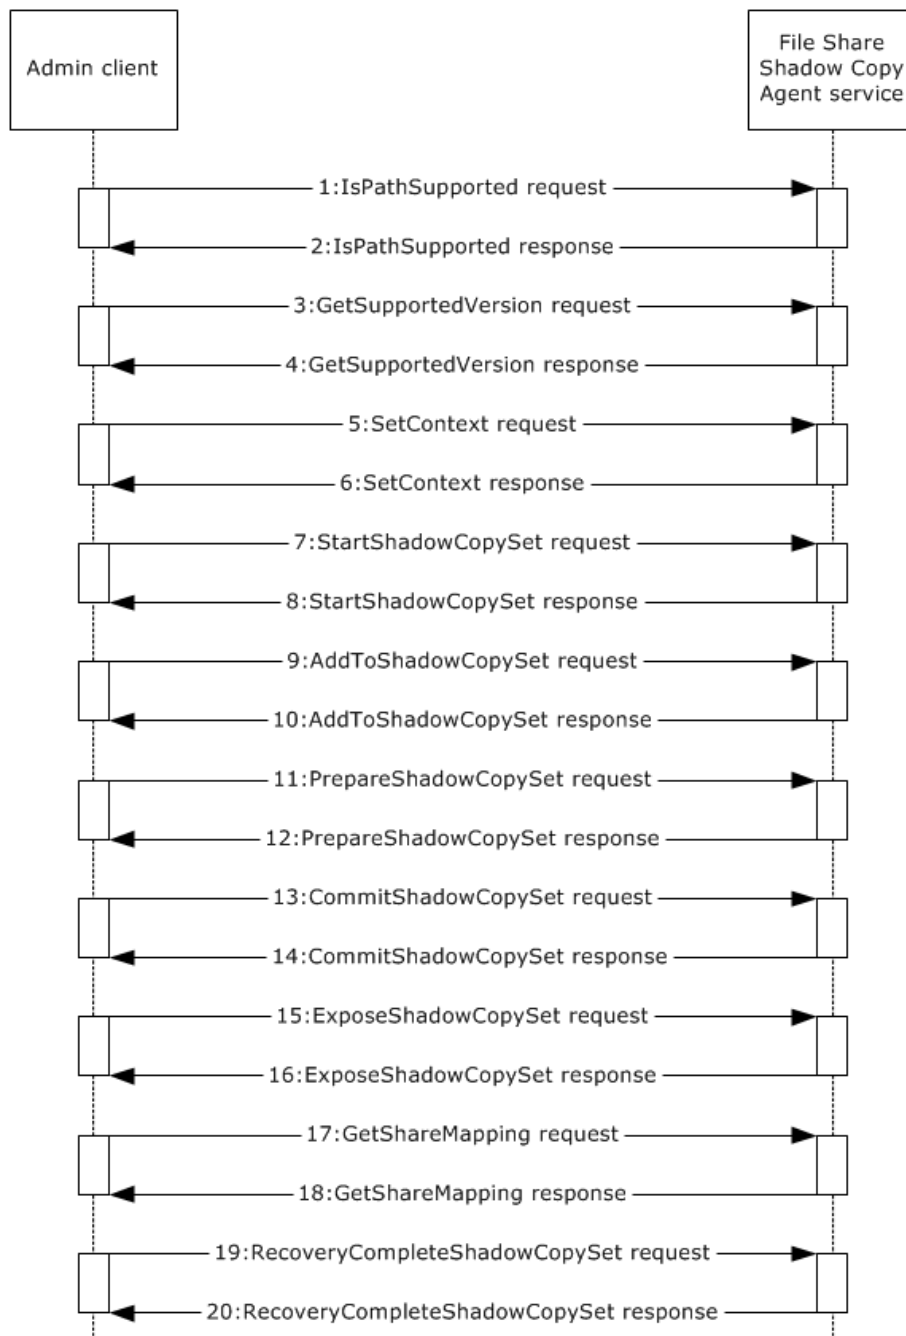 Admin client
File Share
Shadow Copy
Agent service
1:IsPathSupported request
2:IsPathSupported response
3:GetSupportedVersion request
4:GetSupportedVersion response
5:SetContext request
6:SetContext response
7:StartShadowCopySet request
8:StartShadowCopySet response
9:AddToShadowCopySet request
10:AddToShadowCopySet response
11:PrepareShadowCopySet request
12:PrepareShadowCopySet response
13:CommitShadowCopySet request
14:CommitShadowCopySet response
15:ExposeShadowCopySet request
16:ExposeShadowCopySet response
17:GetShareMapping request
18:GetShareMapping response
19:RecoveryCompleteShadowCopySet request
20:RecoveryCompleteShadowCopySet response